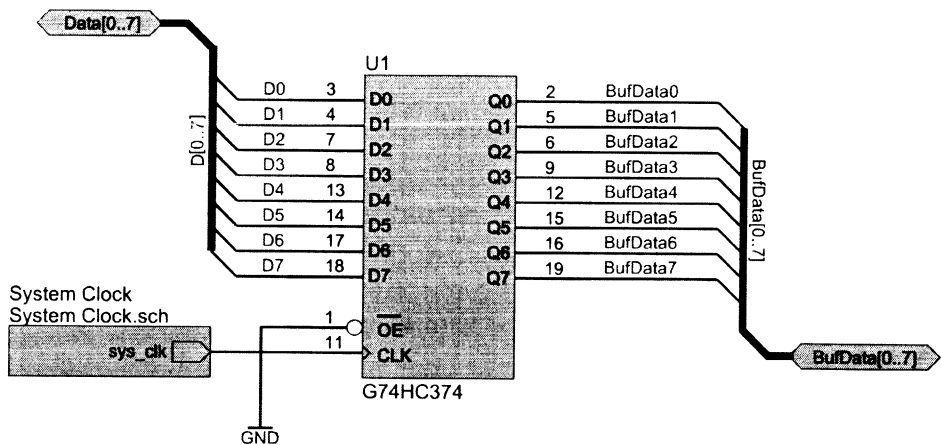 Data[0..7]
U1
D0 3 D0 Q0 2 BufData0
D1 4 D1 Q1 5 BufData1
D2 7 D2 Q2 6 BufData2
D3 8 D3 Q3 9 BufData3
D4 13 D4 Q4 12 BufData4
D5 14 D5 Q5 15 BufData5
D6 17 D6 Q6 16 BufData6
D7 18 D7 Q7 19 BufData7
D[0..7]
BufData[0..7]
System Clock
System Clock.sch
1 OE
sys_clk 11 CLK
BufData[0..7]
G74HC374
GND